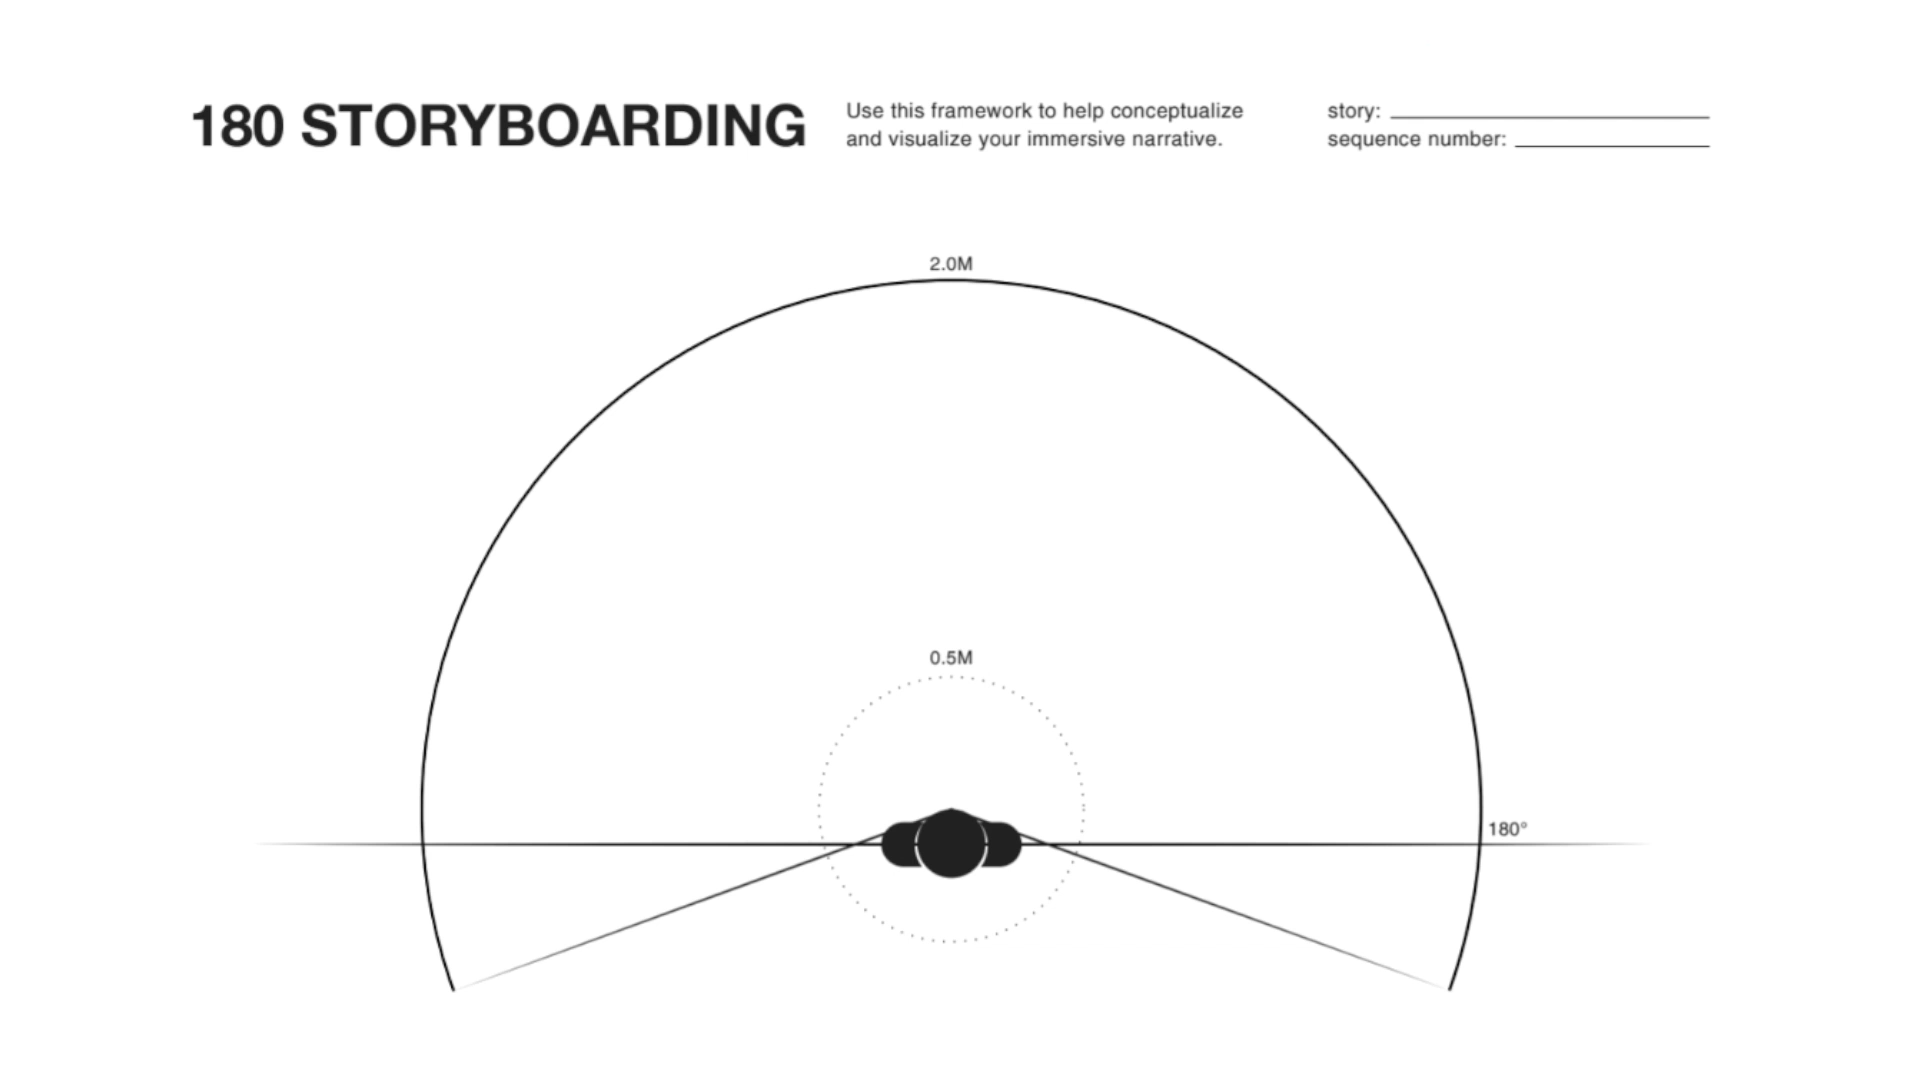 180 STORYBOARDING
Use this framework to help conceptualize
and visualize your immersive narrative.
story:
sequence number:
2.0M
0.5M
180°